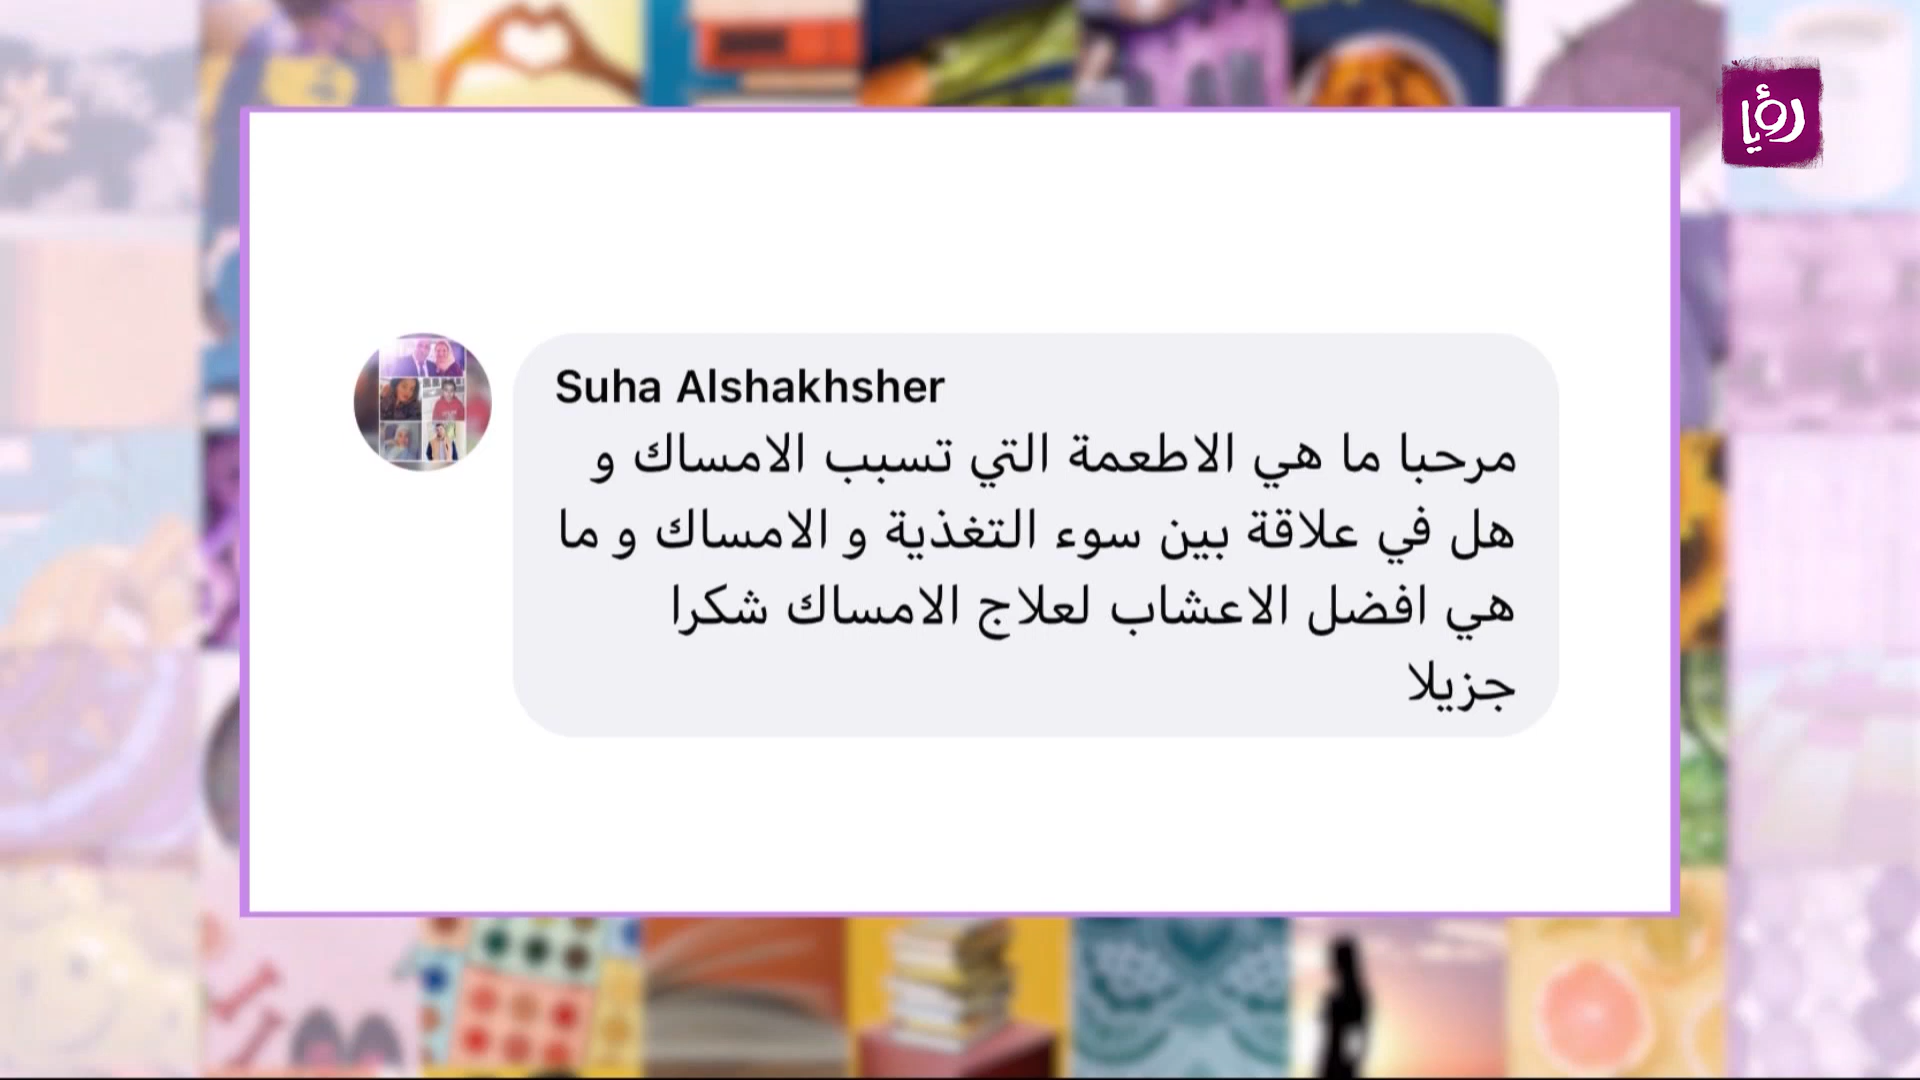 رؤيا
Suha Alshakhsher
مرحبا ما هي الاطعمة التي تسبب الامساك و
هل في علاقة بين سوء التغذية و الامساك و ما
هي افضل الاعشاب لعلاج الامساك شكرا
جزيلا